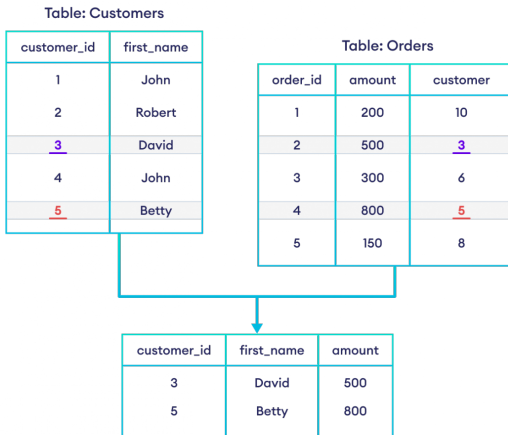 Table: Customers
customer_id first_name
1 John
2 Robert
3 David
4 John
5 Betty
Table: Orders
order_id amount customer
1 200 10
2 500 3
3 300 6
4 800 5
5 150 8
customer_id first_name amount
3 David 500
5 Betty 800